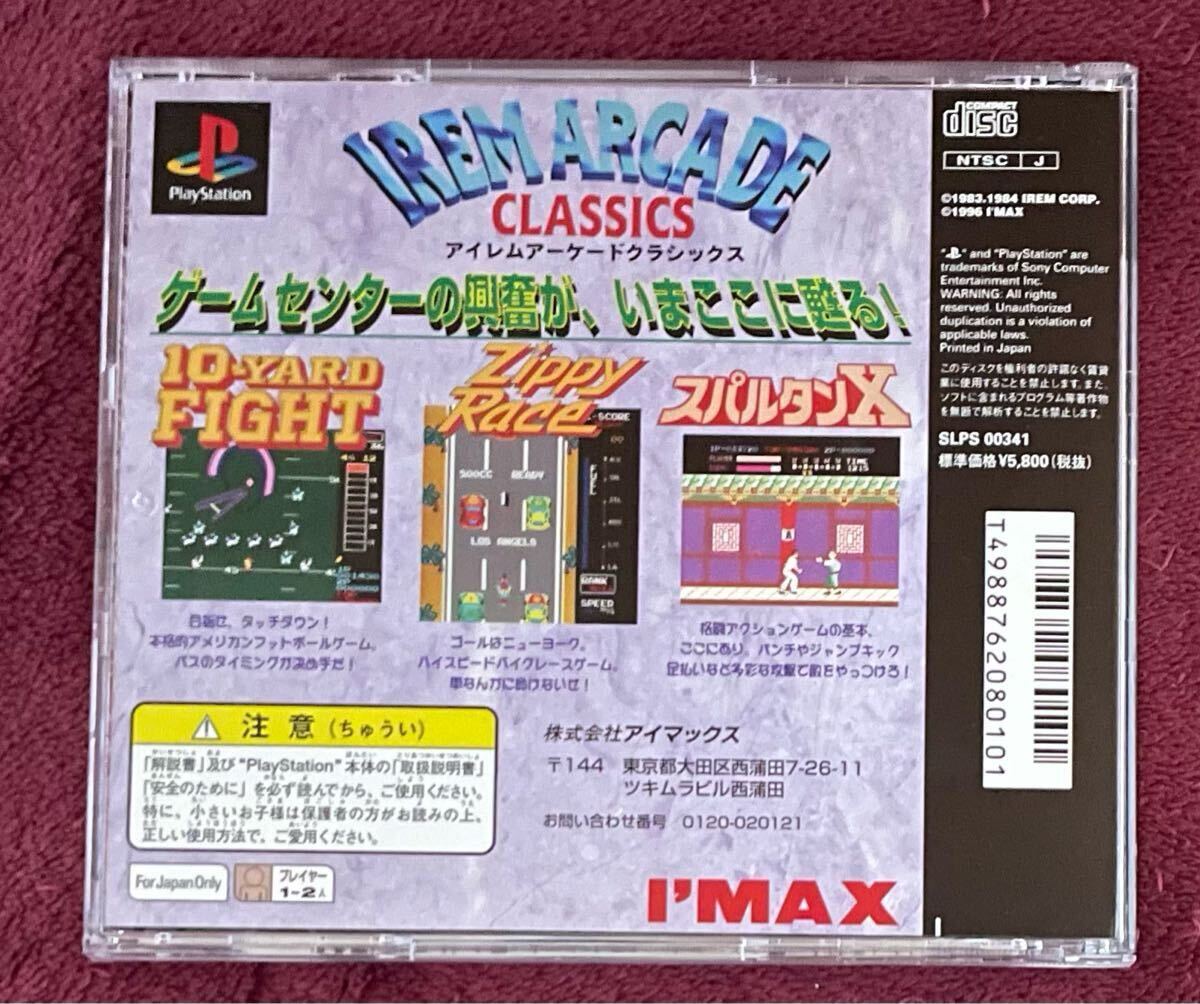 PlayStation
IREM ARCADE
CLASSICS
アイレムアーケードクラシックス
ゲームセンターの興奮が、いまここに甦る!
10-YARD
FIGHT
Zippy
Race
スパルタンX
500CC READY
LOS ANGELS
FUEL
RANK
SPEED
目指せ、タッチダウン!
本格的アメリカンフットボールゲーム。
パスのタイミングが決め手だ!
ゴールはニューヨーク。
ハイスピードバイクレースゲーム。
車なんかに負けないぜ!
格闘アクションゲームの基本、
ここにあり。パンチやジャンプキック
足払いなど多彩な攻撃で敵をやっつけろ!
注意(ちゅうい)
「解説書」及び“PlayStation”本体の「取扱説明書」
「安全のために」を必ず読んでから、ご使用ください。
特に、小さいお子様は保護者の方がお読みの上、
正しい使用方法で、ご愛用ください。
For Japan Only
プレイヤー
1~2人
株式会社アイマックス
〒144 東京都大田区西蒲田7-26-11
ツキムラビル西蒲田
お問い合わせ番号 0120-020121
I'MAX
COMPACT
disc
NTSC J
©1983.1984 IREM CORP.
©1996 I'MAX
" " and "PlayStation" are
trademarks of Sony Computer
Entertainment Inc.
WARNING: All rights
reserved. Unauthorized
duplication is a violation of
applicable laws.
Printed in Japan
このディスクを権利者の許諾なく賃貸
業に使用することを禁止します。また、
ソフトに含まれるプログラム等著作物
を無断で解析することも禁止します。
SLPS 00341
標準価格¥5,800(税抜)
T4988762080101